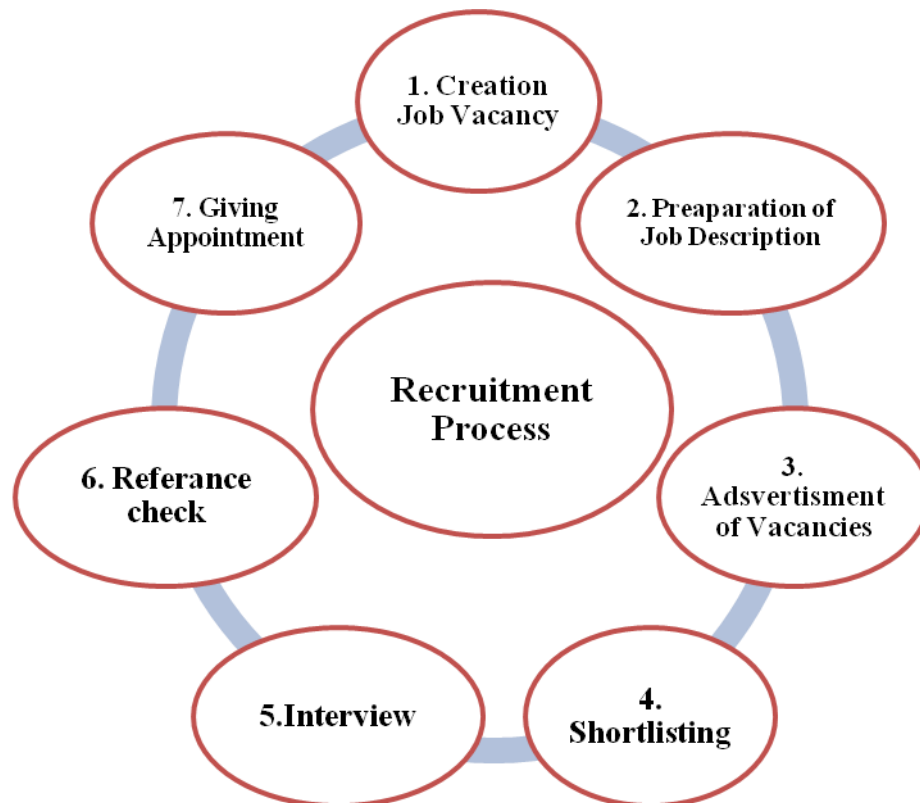 1. Creation
Job Vacancy
2. Preaparation of
Job Description
3.
Adsvertisment
of Vacancies
4.
Shortlisting
5.Interview
6. Referance
check
7. Giving
Appointment
Recruitment
Process